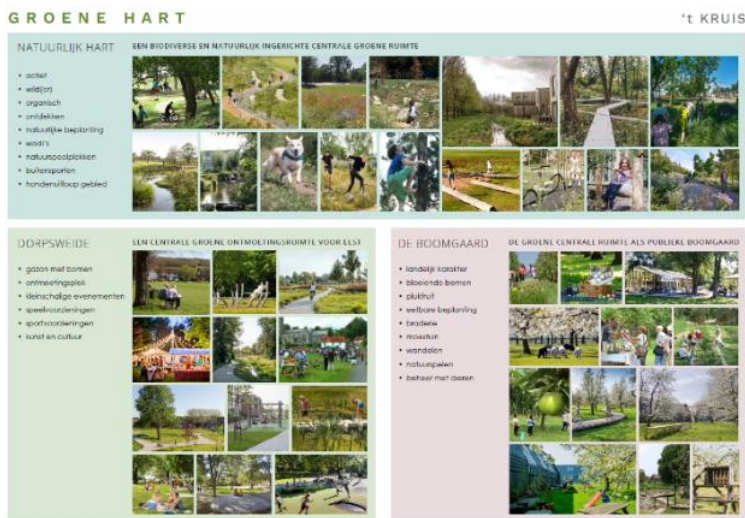 GROENE HART
't KRUIS
NATUURLIJK HART
EEN BIODIVERSE EN NATUURLIJK INGERICHTE CENTRALE GROENE RUIMTE
• actief
• wild(er)
• organisch
• ontdekken
• natuurlijke beplanting
• wadi's
• natuurspeelplekken
• buitensporten
• hondenuitloop gebied
DORPSWEIDE
EEN CENTRALE GROENE ONTMOETINGSRUIMTE VOOR ELST
• gazon met bomen
• ontmoetingsplek
• kleinschalige evenementen
• speelvoorzieningen
• sportvoorzieningen
• kunst en cultuur
DE BOOMGAARD
DE GROENE CENTRALE RUIMTE ALS PUBLIEKE BOOMGAARD
• landelijk karakter
• bloeiende bomen
• plukfruit
• eetbare beplanting
• braderie
• moestuin
• wandelen
• natuurspelen
• beheer met dieren